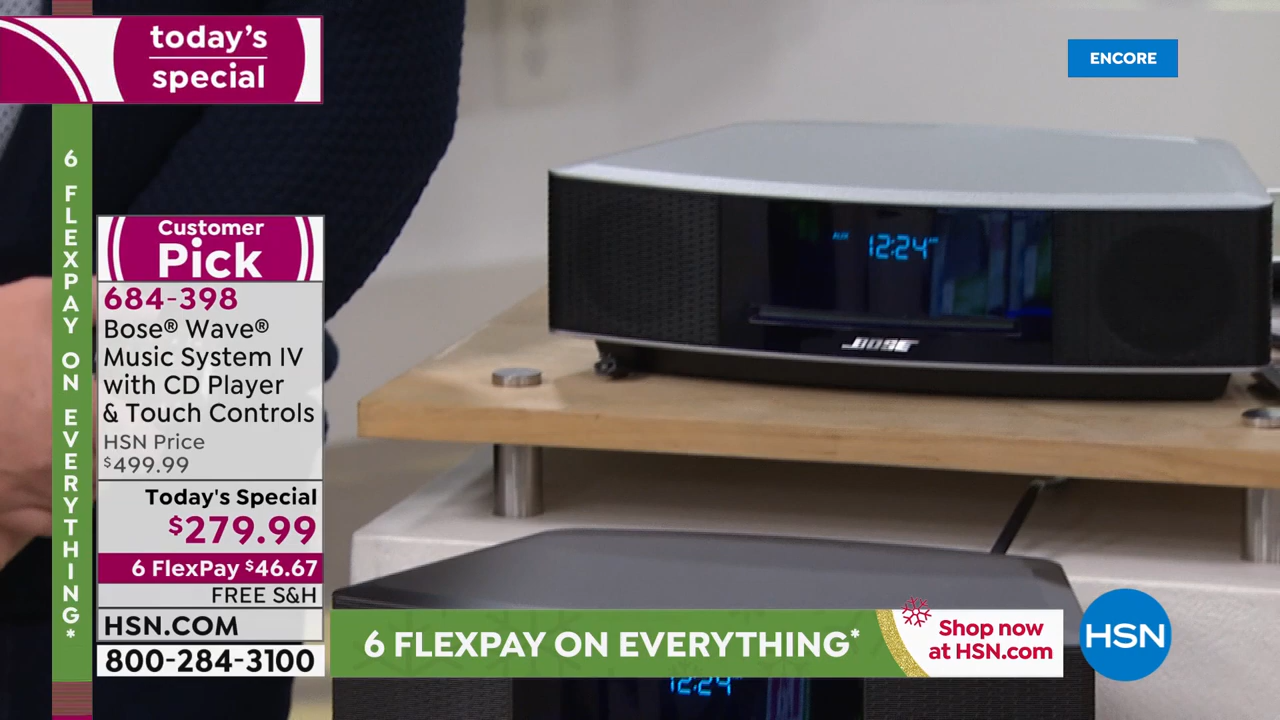 today's
special
ENCORE
6 FLEXPAY ON EVERYTHING*
Customer
Pick
684-398
Bose® Wave®
Music System IV
with CD Player
& Touch Controls
HSN Price
$499.99
Today's Special
$279.99
6 FlexPay $46.67
FREE S&H
HSN.COM
800-284-3100
AUX
12:24
BOSE
6 FLEXPAY ON EVERYTHING*
Shop now
at HSN.com
HSN
12:24